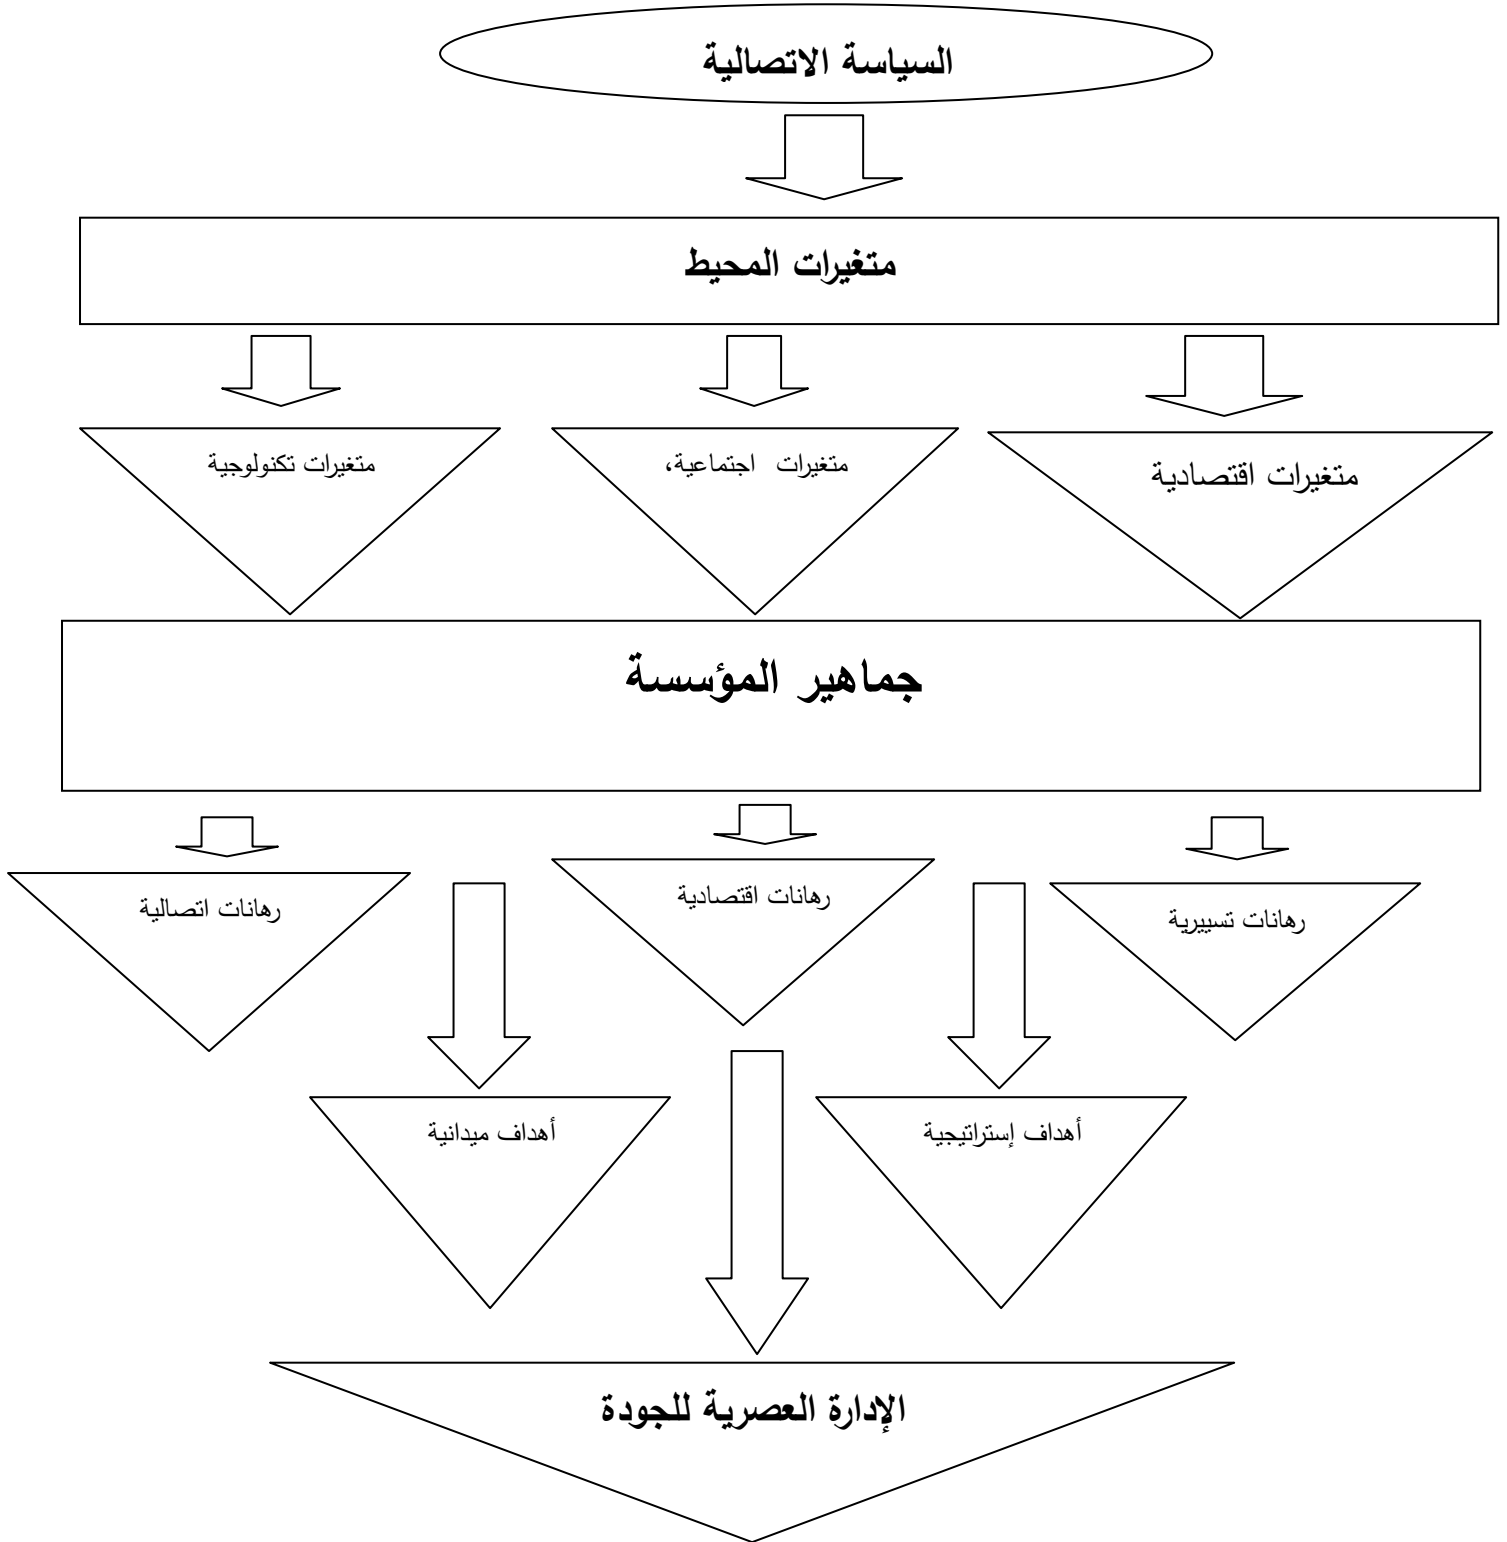 السياسة الاتصالية
متغيرات المحيط
متغيرات اقتصادية
متغيرات اجتماعية،
متغيرات تكنولوجية
جماهير المؤسسة
رهانات تسييرية
رهانات اقتصادية
رهانات اتصالية
أهداف إستراتيجية
أهداف ميدانية
الإدارة العصرية للجودة